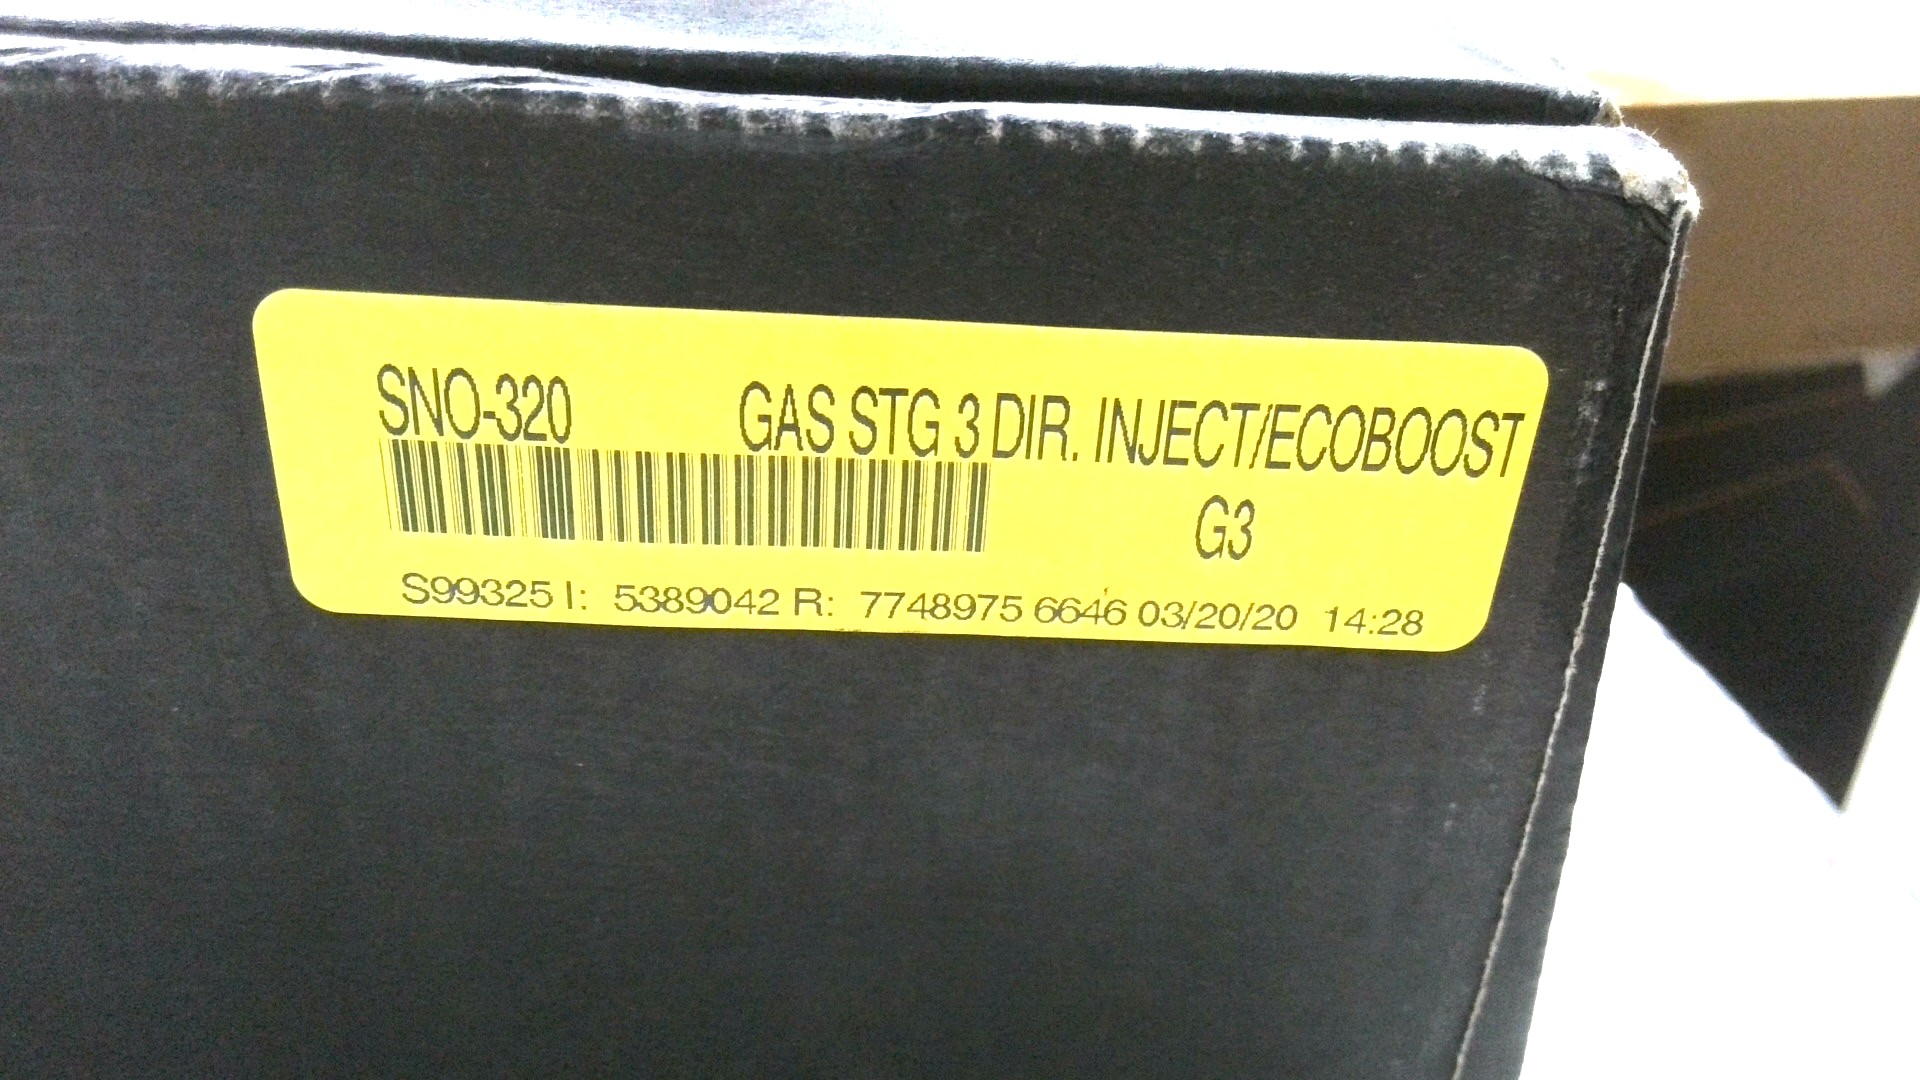 SNO-320 GAS STG 3 DIR. INJECT/ECOBOOST
G3
S99325 I: 5389042 R: 7748975 6646 03/20/20 14:28